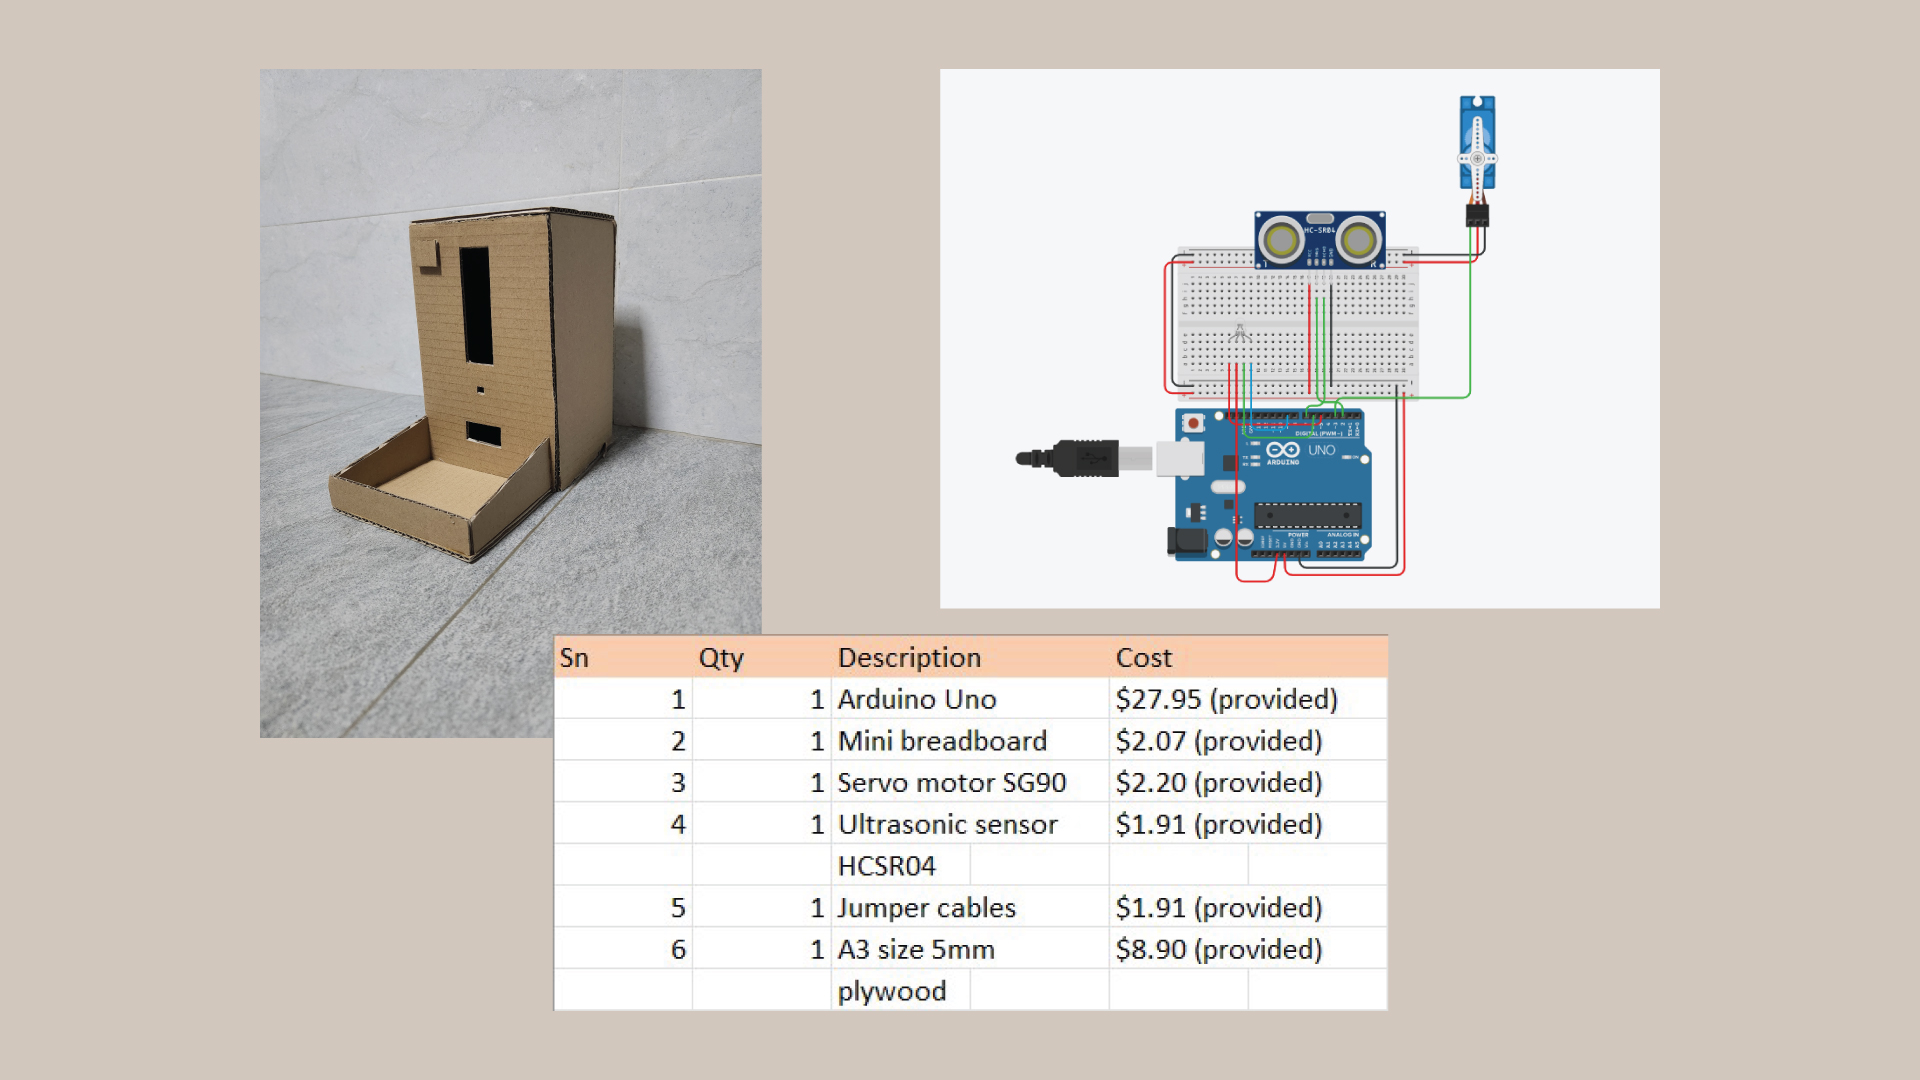 HC-SR04
T
R
DIGITAL (PWM~)
ARDUINO
UNO
POWER
ANALOG IN
Sn Qty Description Cost
1 1 Arduino Uno $27.95 (provided)
2 1 Mini breadboard $2.07 (provided)
3 1 Servo motor SG90 $2.20 (provided)
4 1 Ultrasonic sensor $1.91 (provided)
HCSR04
5 1 Jumper cables $1.91 (provided)
6 1 A3 size 5mm $8.90 (provided)
plywood